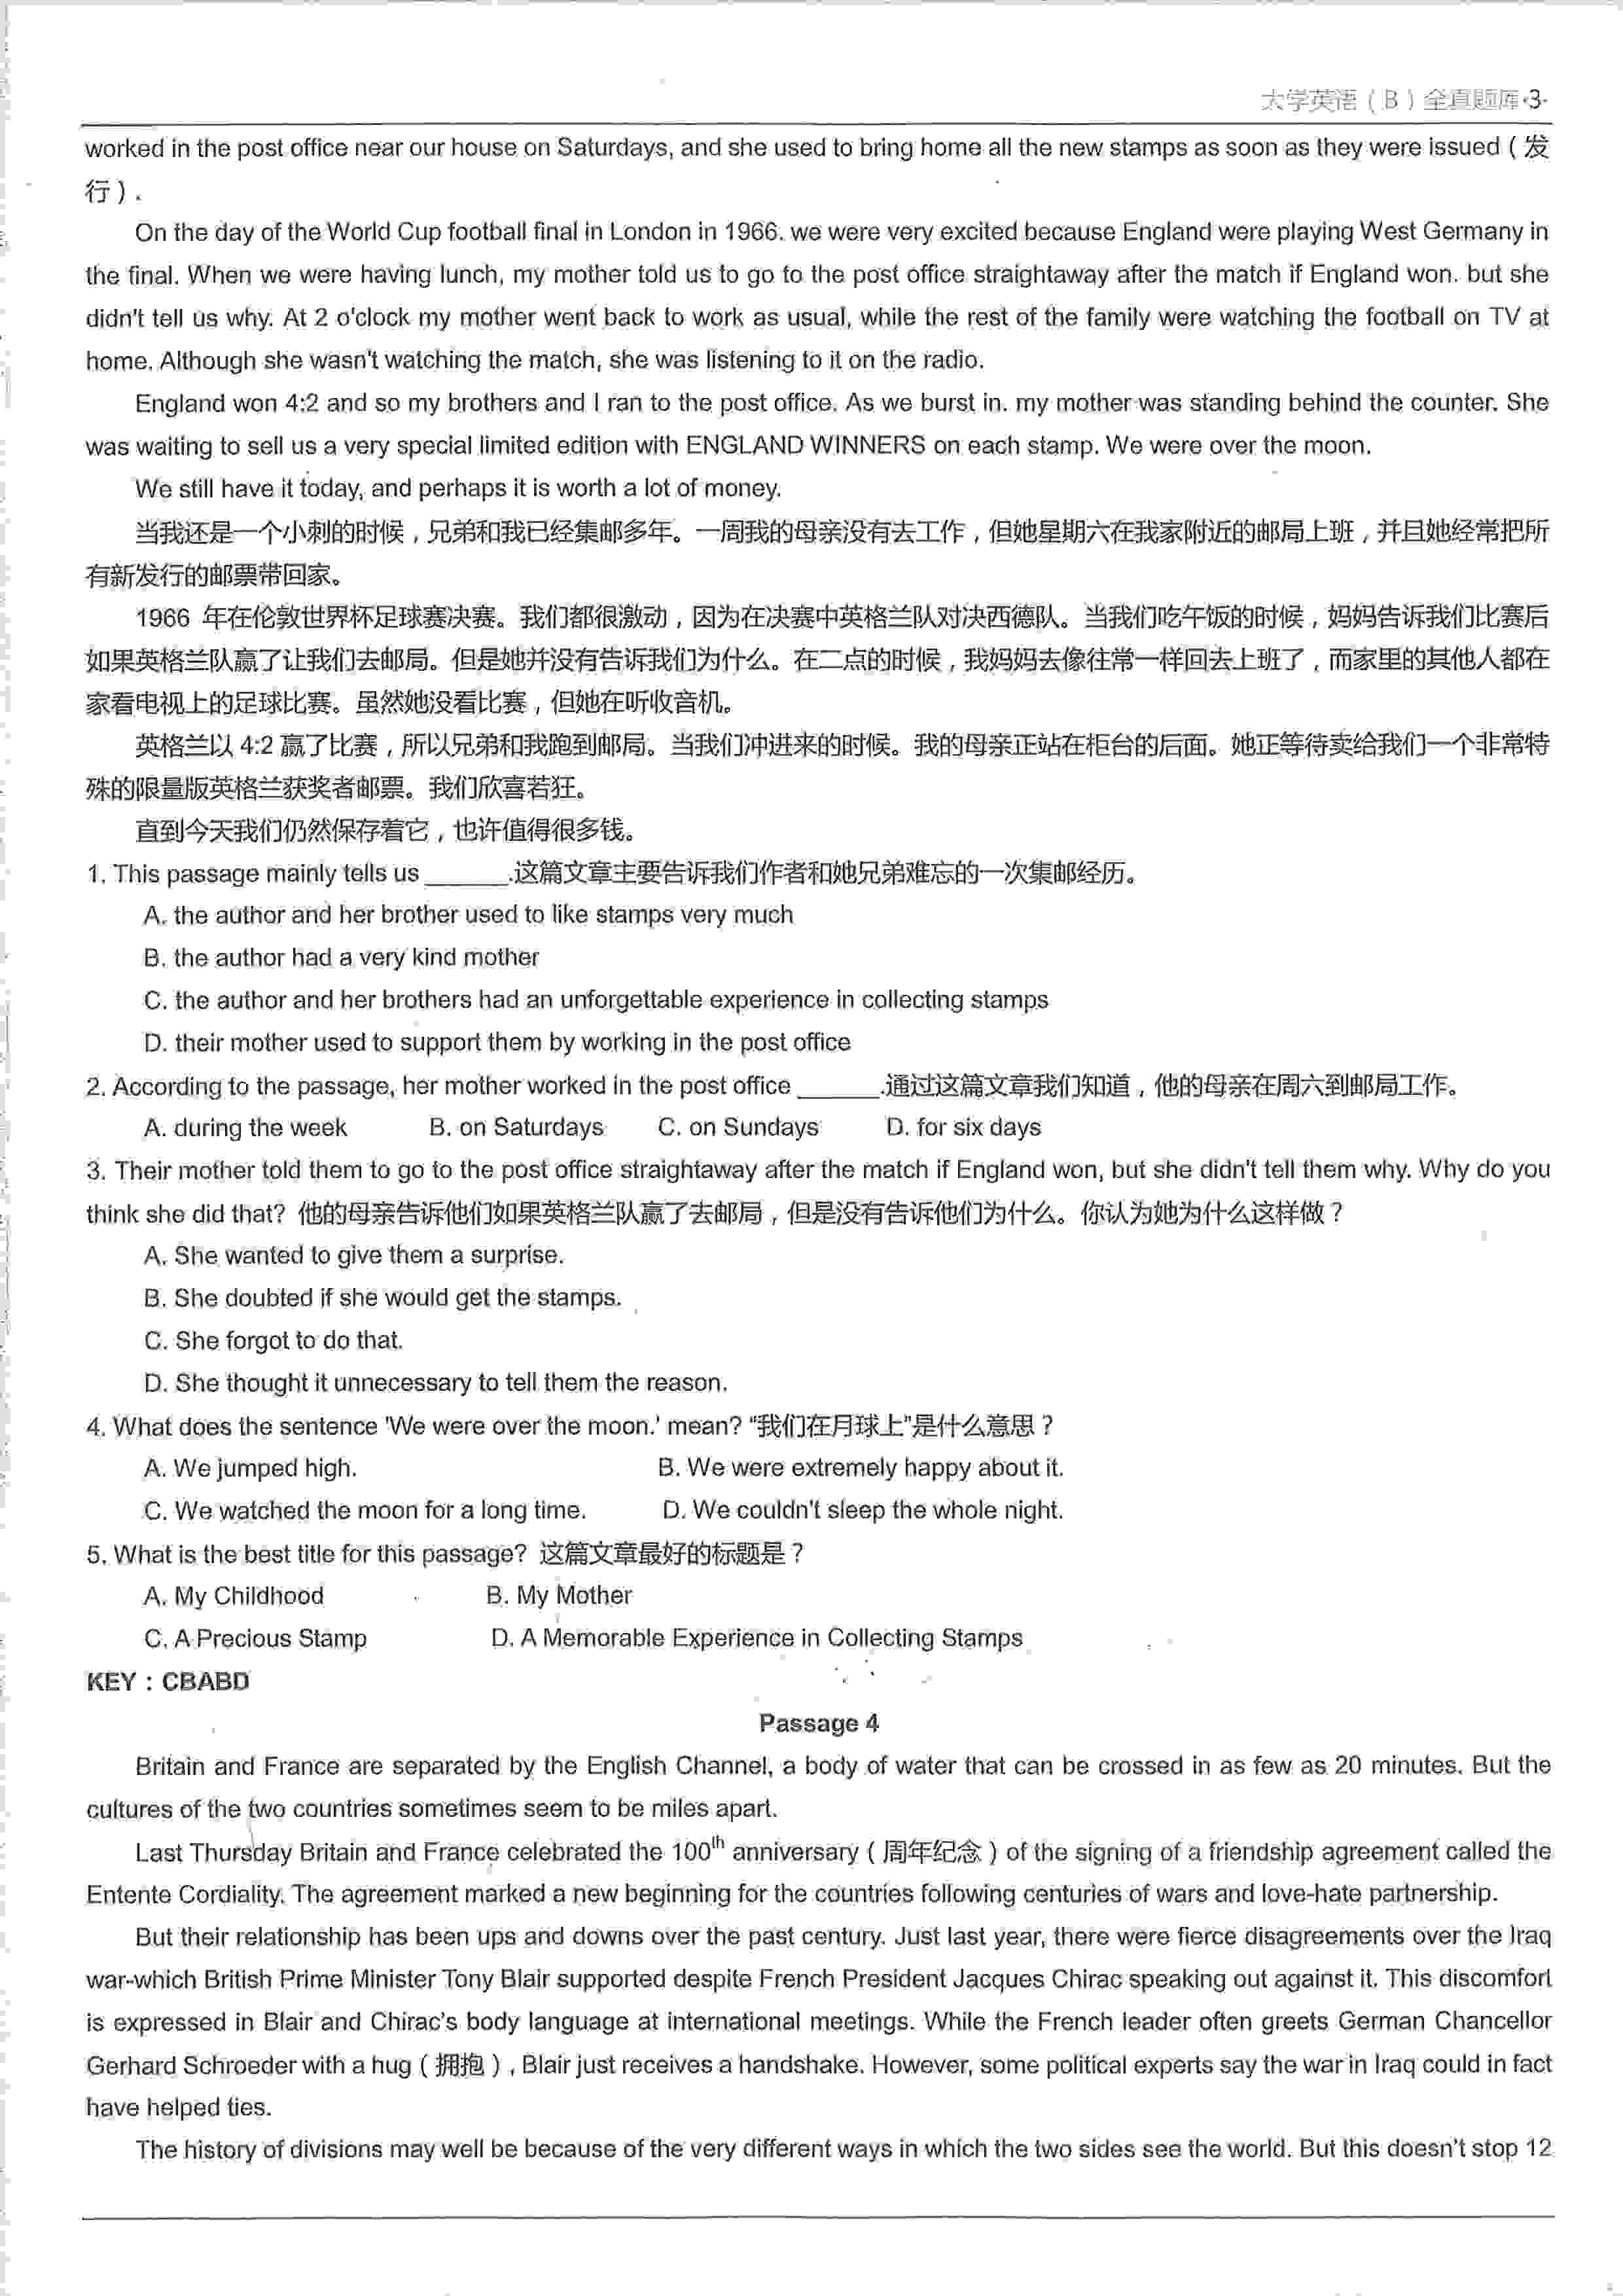 大学英语（B）全真题库·3·
worked in the post office near our house on Saturdays, and she used to bring home all the new stamps as soon as they were issued（发
行）.
On the day of the World Cup football final in London in 1966. we were very excited because England were playing West Germany in
the final. When we were having lunch, my mother told us to go to the post office straightaway after the match if England won. but she
didn't tell us why. At 2 o'clock my mother went back to work as usual, while the rest of the family were watching the football on TV at
home. Although she wasn't watching the match, she was listening to it on the radio.
England won 4:2 and so my brothers and I ran to the post office. As we burst in. my mother was standing behind the counter. She
was waiting to sell us a very special limited edition with ENGLAND WINNERS on each stamp. We were over the moon.
We still have it today, and perhaps it is worth a lot of money.
当我还是一个小刺的时候，兄弟和我已经集邮多年。一周我的母亲没有去工作，但她星期六在我家附近的邮局上班，并且她经常把所
有新发行的邮票带回家。
1966 年在伦敦世界杯足球赛决赛。我们都很激动，因为在决赛中英格兰队对决西德队。当我们吃午饭的时候，妈妈告诉我们比赛后
如果英格兰队赢了让我们去邮局。但是她并没有告诉我们为什么。在二点的时候，我妈妈去像往常一样回去上班了，而家里的其他人都在
家看电视上的足球比赛。虽然她没看比赛，但她在听收音机。
英格兰以 4:2 赢了比赛，所以兄弟和我跑到邮局。当我们冲进来的时候。我的母亲正站在柜台的后面。她正等待卖给我们一个非常特
殊的限量版英格兰获奖者邮票。我们欣喜若狂。
直到今天我们仍然保存着它，也许值得很多钱。
1. This passage mainly tells us ______.这篇文章主要告诉我们作者和她兄弟难忘的一次集邮经历。
A. the author and her brother used to like stamps very much
B. the author had a very kind mother
C. the author and her brothers had an unforgettable experience in collecting stamps
D. their mother used to support them by working in the post office
2. According to the passage, her mother worked in the post office ______.通过这篇文章我们知道，他的母亲在周六到邮局工作。
A. during the week B. on Saturdays C. on Sundays D. for six days
3. Their mother told them to go to the post office straightaway after the match if England won, but she didn't tell them why. Why do you
think she did that? 他的母亲告诉他们如果英格兰队赢了去邮局，但是没有告诉他们为什么。你认为她为什么这样做？
A. She wanted to give them a surprise.
B. She doubted if she would get the stamps.
C. She forgot to do that.
D. She thought it unnecessary to tell them the reason.
4. What does the sentence 'We were over the moon.' mean? “我们在月球上”是什么意思？
A. We jumped high. B. We were extremely happy about it.
C. We watched the moon for a long time. D. We couldn't sleep the whole night.
5. What is the best title for this passage? 这篇文章最好的标题是？
A. My Childhood B. My Mother
C. A Precious Stamp D. A Memorable Experience in Collecting Stamps
KEY：CBABD
Passage 4
Britain and France are separated by the English Channel, a body of water that can be crossed in as few as 20 minutes. But the
cultures of the two countries sometimes seem to be miles apart.
Last Thursday Britain and France celebrated the 100th anniversary（周年纪念）of the signing of a friendship agreement called the
Entente Cordiality. The agreement marked a new beginning for the countries following centuries of wars and love-hate partnership.
But their relationship has been ups and downs over the past century. Just last year, there were fierce disagreements over the Iraq
war-which British Prime Minister Tony Blair supported despite French President Jacques Chirac speaking out against it. This discomfort
is expressed in Blair and Chirac's body language at international meetings. While the French leader often greets German Chancellor
Gerhard Schroeder with a hug（拥抱）, Blair just receives a handshake. However, some political experts say the war in Iraq could in fact
have helped ties.
The history of divisions may well be because of the very different ways in which the two sides see the world. But this doesn't stop 12